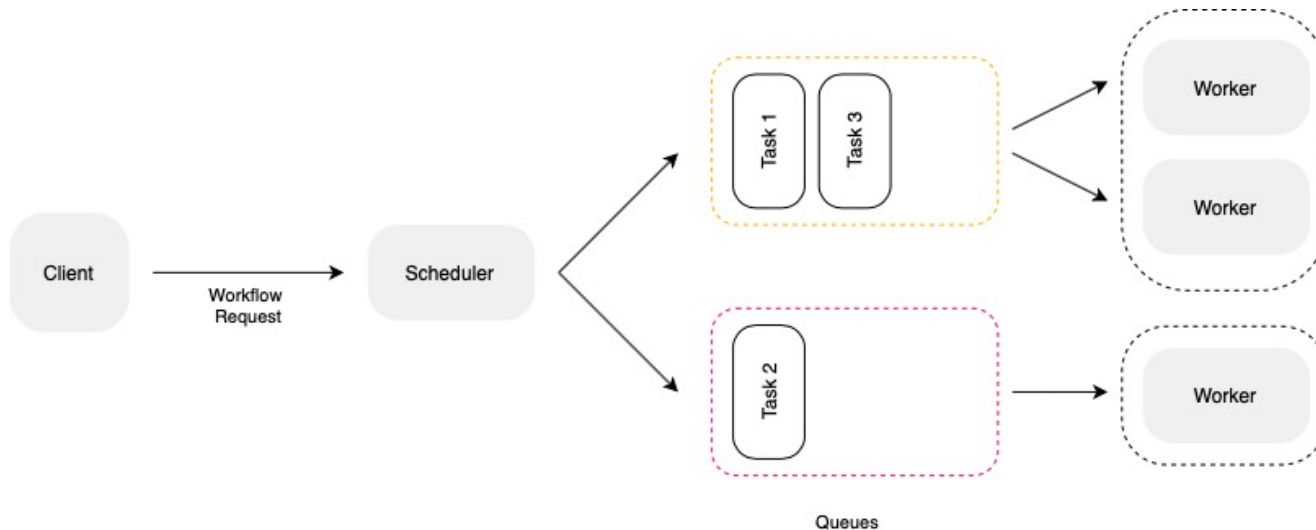 Client
Workflow
Request
Scheduler
Task 1
Task 3
Task 2
Queues
Worker
Worker
Worker